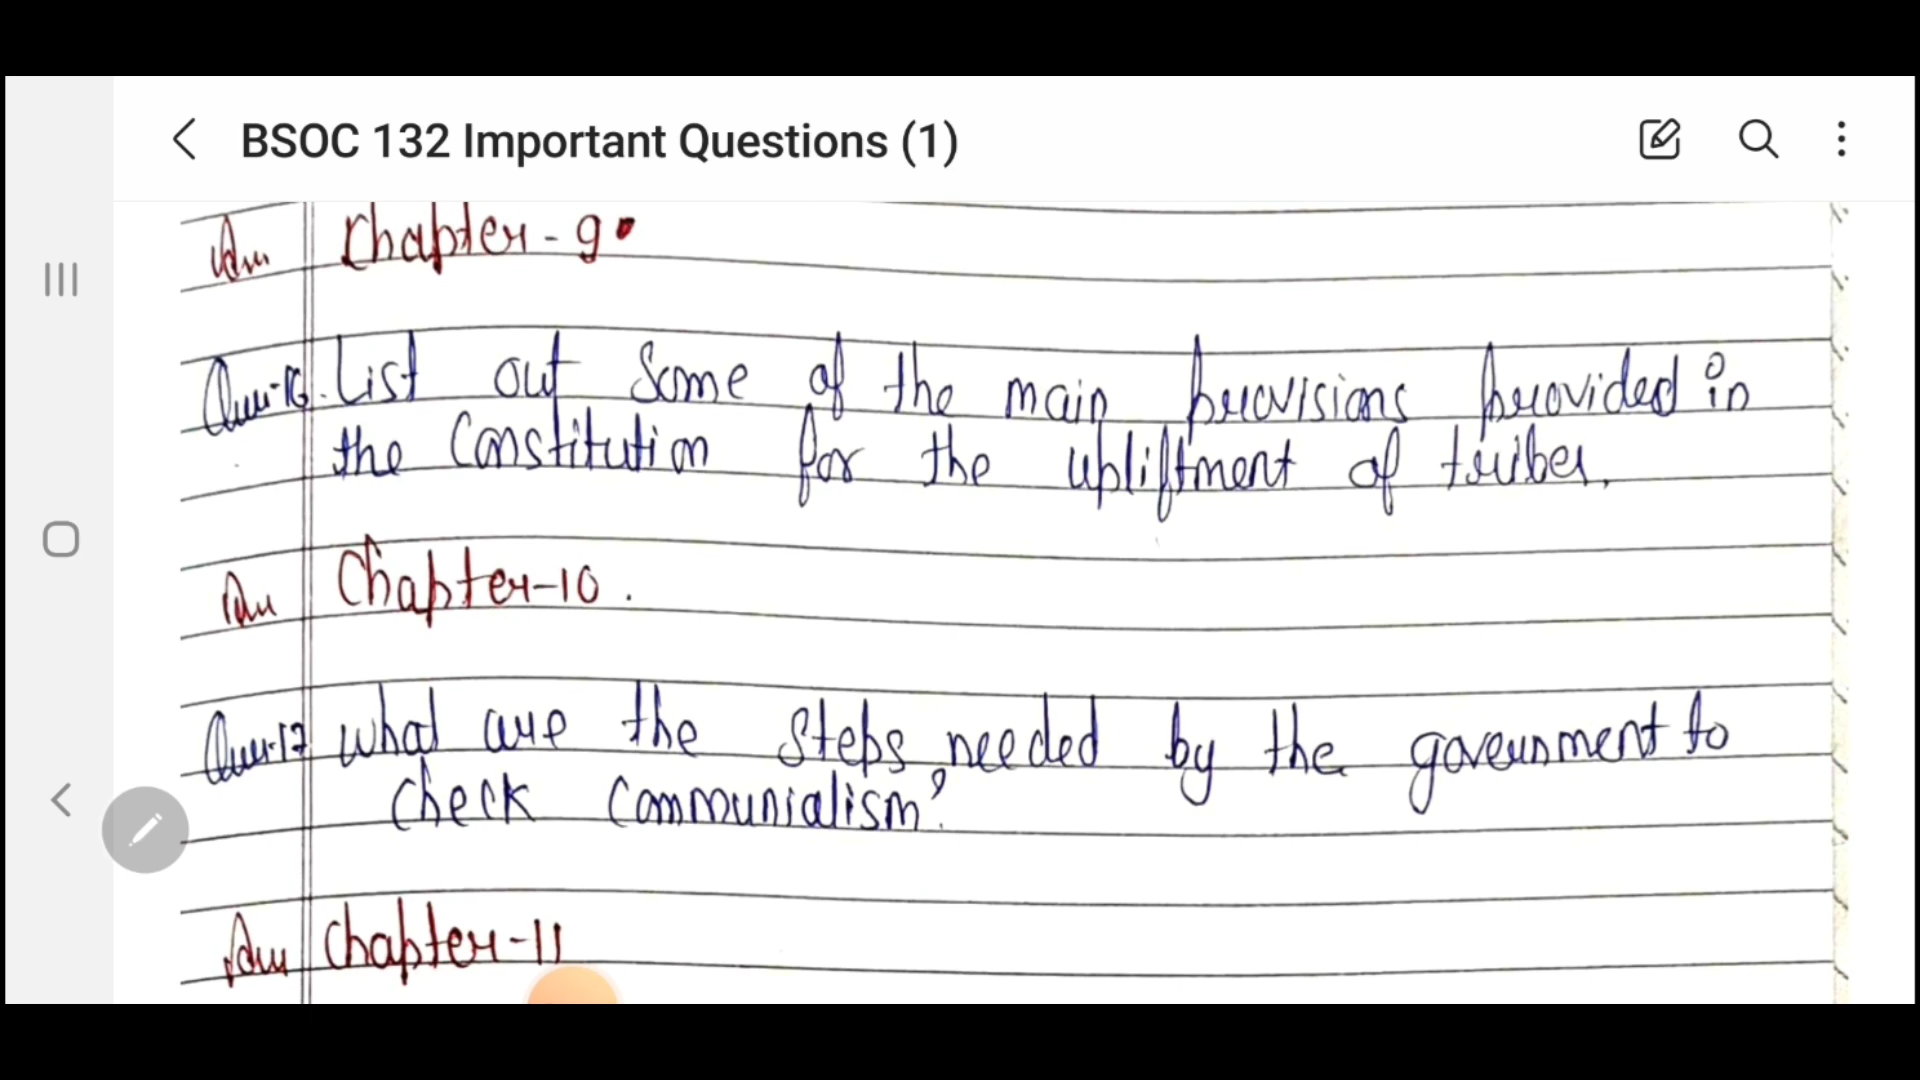 BSOC 132 Important Questions (1)
Ans Chapter-9.
Ques-16. List out Some of the main provisions provided in
the Constitution for the upliftment of tribes.
Ans Chapter-10.
Ques-17 what are the steps needed by the government to
check Communialism?
Ans Chapter-11